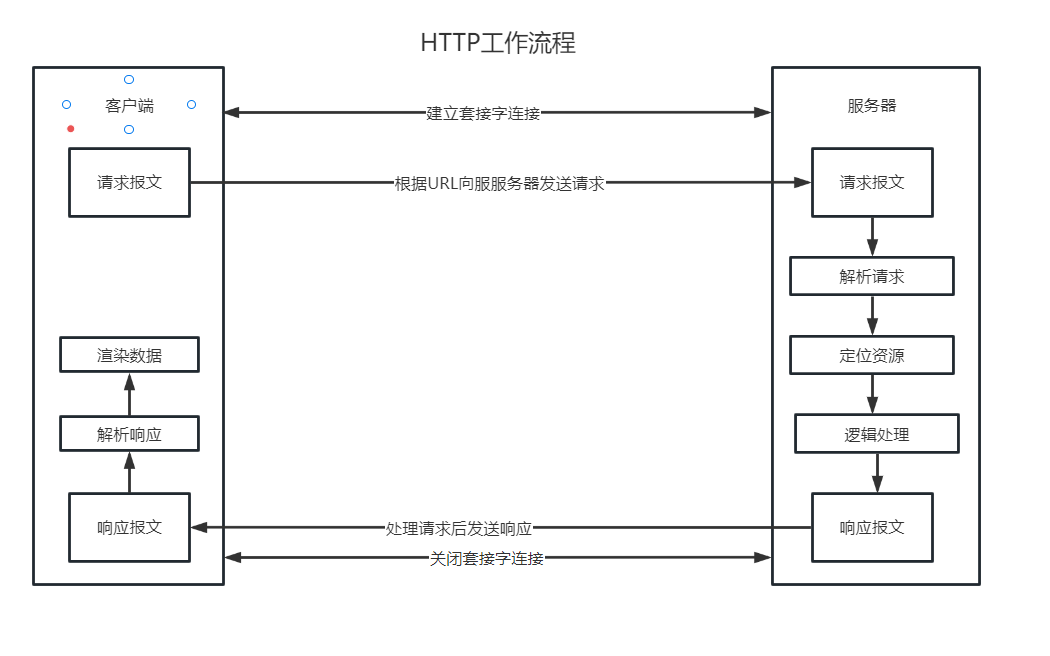 HTTP工作流程
客户端
建立套接字连接
服务器
请求报文
根据URL向服服务器发送请求
请求报文
解析请求
渲染数据
定位资源
解析响应
逻辑处理
响应报文
处理请求后发送响应
响应报文
关闭套接字连接